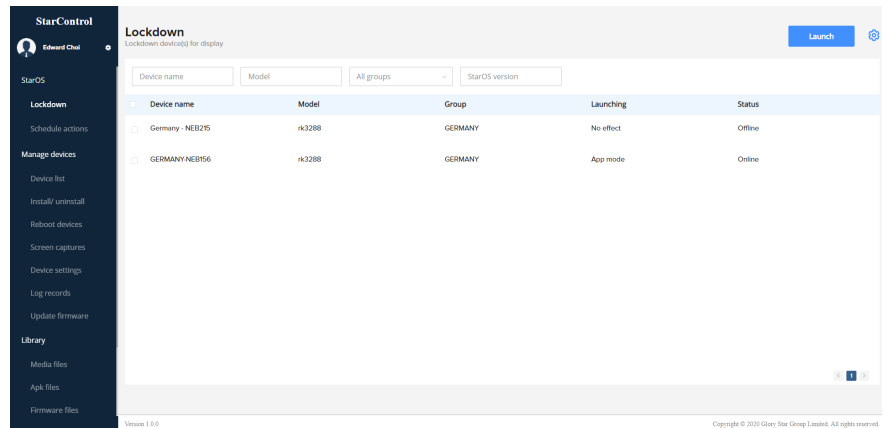 StarControl
Edward Choi
StarOS
Lockdown
Schedule actions
Manage devices
Device list
Install/ uninstall
Reboot devices
Screen captures
Device settings
Log records
Update firmware
Library
Media files
Apk files
Firmware files
Lockdown
Lockdown device(s) for display
Launch
Device name Model All groups StarOS version
Device name Model Group Launching Status
Germany - NEB215 rk3288 GERMANY No effect Offline
GERMANY-NEB156 rk3288 GERMANY App mode Online
< 1 >
Version 1.0.0 Copyright © 2020 Glory Star Group Limited. All rights reserved.